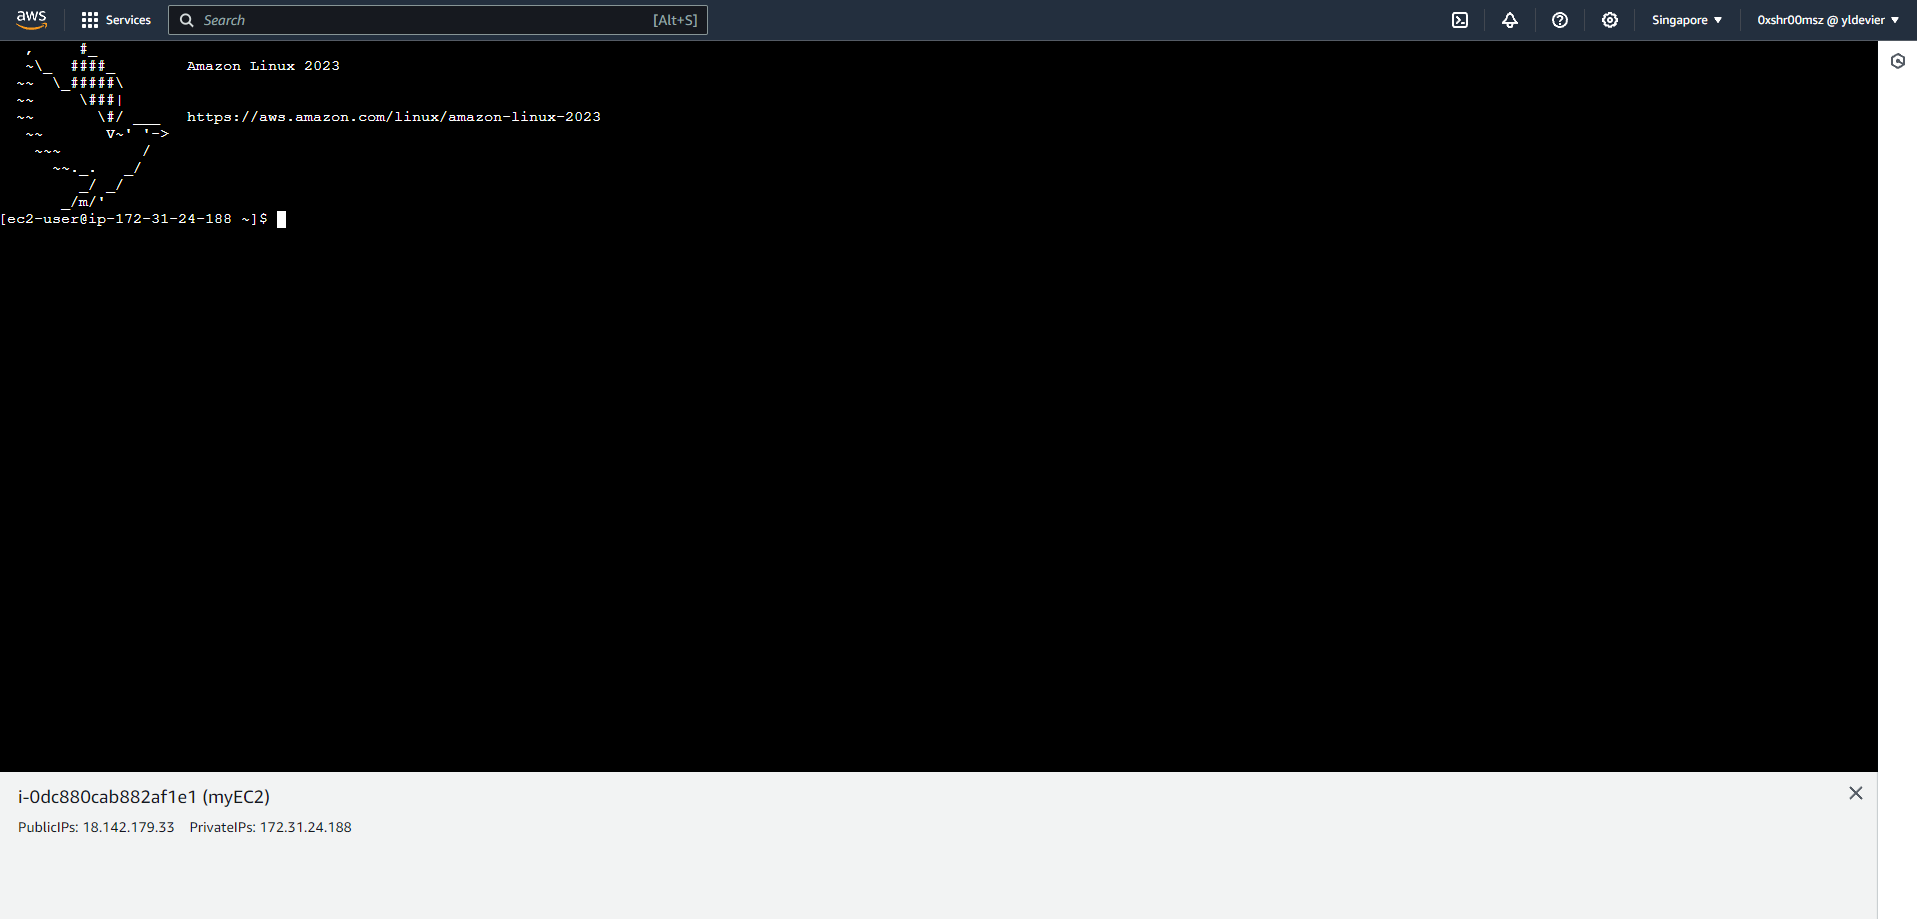 aws Services Search [Alt+S] Singapore ▼ 0xshr00msz @ yldevier ▼
   ,     #_
   ~\_  ####_        Amazon Linux 2023
  ~~  \_#####\
  ~~     \###|
  ~~       \#/ ___   https://aws.amazon.com/linux/amazon-linux-2023
   ~~       V~' '->
    ~~~         /
      ~~._.   _/
         _/ _/
       _/m/'
[ec2-user@ip-172-31-24-188 ~]$
i-0dc880cab882af1e1 (myEC2)
PublicIPs: 18.142.179.33 PrivateIPs: 172.31.24.188